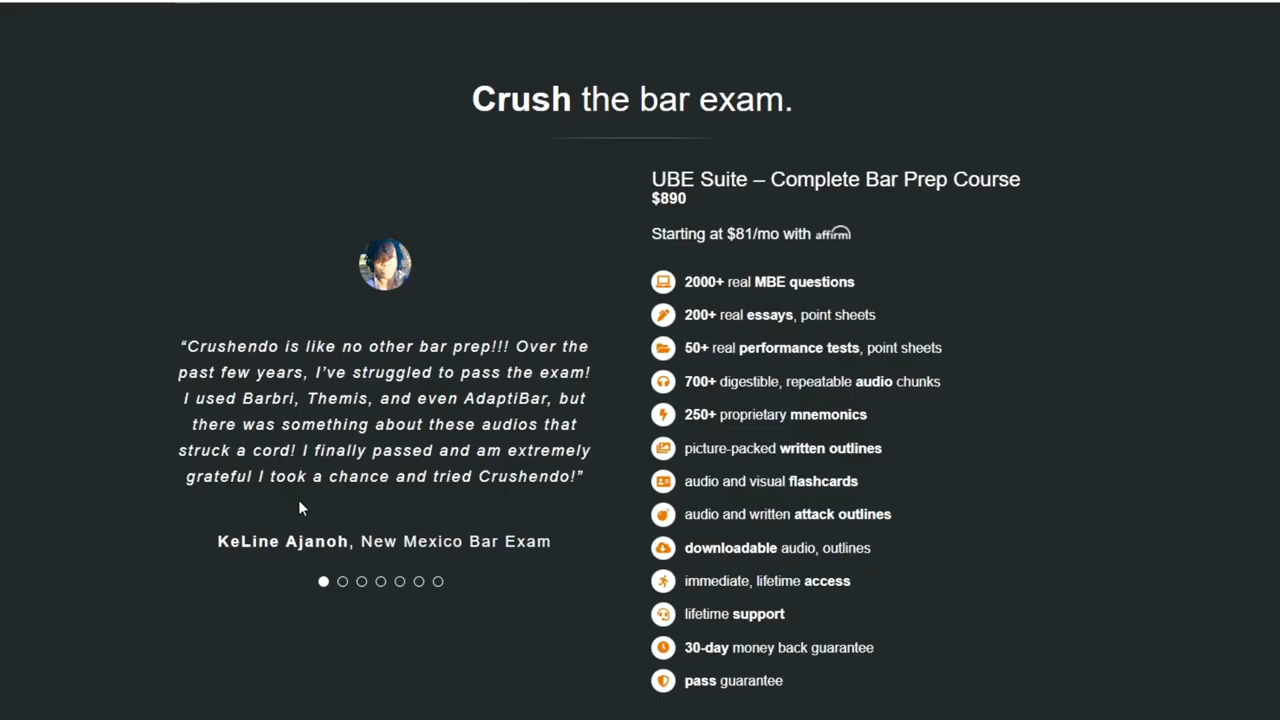 Crush the bar exam.
“Crushendo is like no other bar prep!!! Over the
past few years, I’ve struggled to pass the exam!
I used Barbri, Themis, and even AdaptiBar, but
there was something about these audios that
struck a cord! I finally passed and am extremely
grateful I took a chance and tried Crushendo!”
KeLine Ajanoh, New Mexico Bar Exam
UBE Suite – Complete Bar Prep Course
$890
Starting at $81/mo with affirm
2000+ real MBE questions
200+ real essays, point sheets
50+ real performance tests, point sheets
700+ digestible, repeatable audio chunks
250+ proprietary mnemonics
picture-packed written outlines
audio and visual flashcards
audio and written attack outlines
downloadable audio, outlines
immediate, lifetime access
lifetime support
30-day money back guarantee
pass guarantee